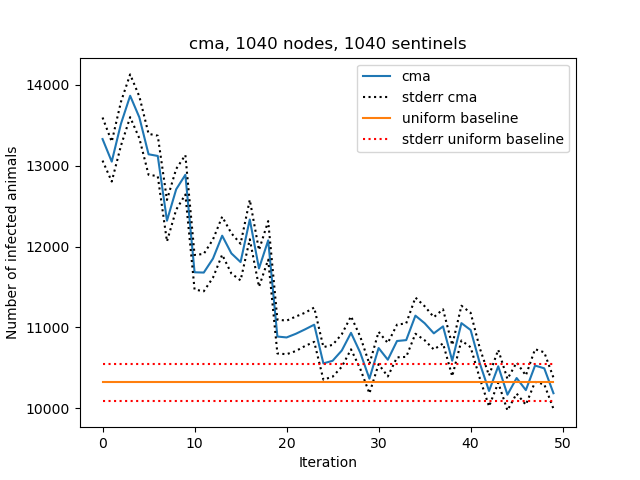 cma, 1040 nodes, 1040 sentinels
cma
stderr cma
uniform baseline
stderr uniform baseline
Number of infected animals
14000
13000
12000
11000
10000
0 10 20 30 40 50
Iteration